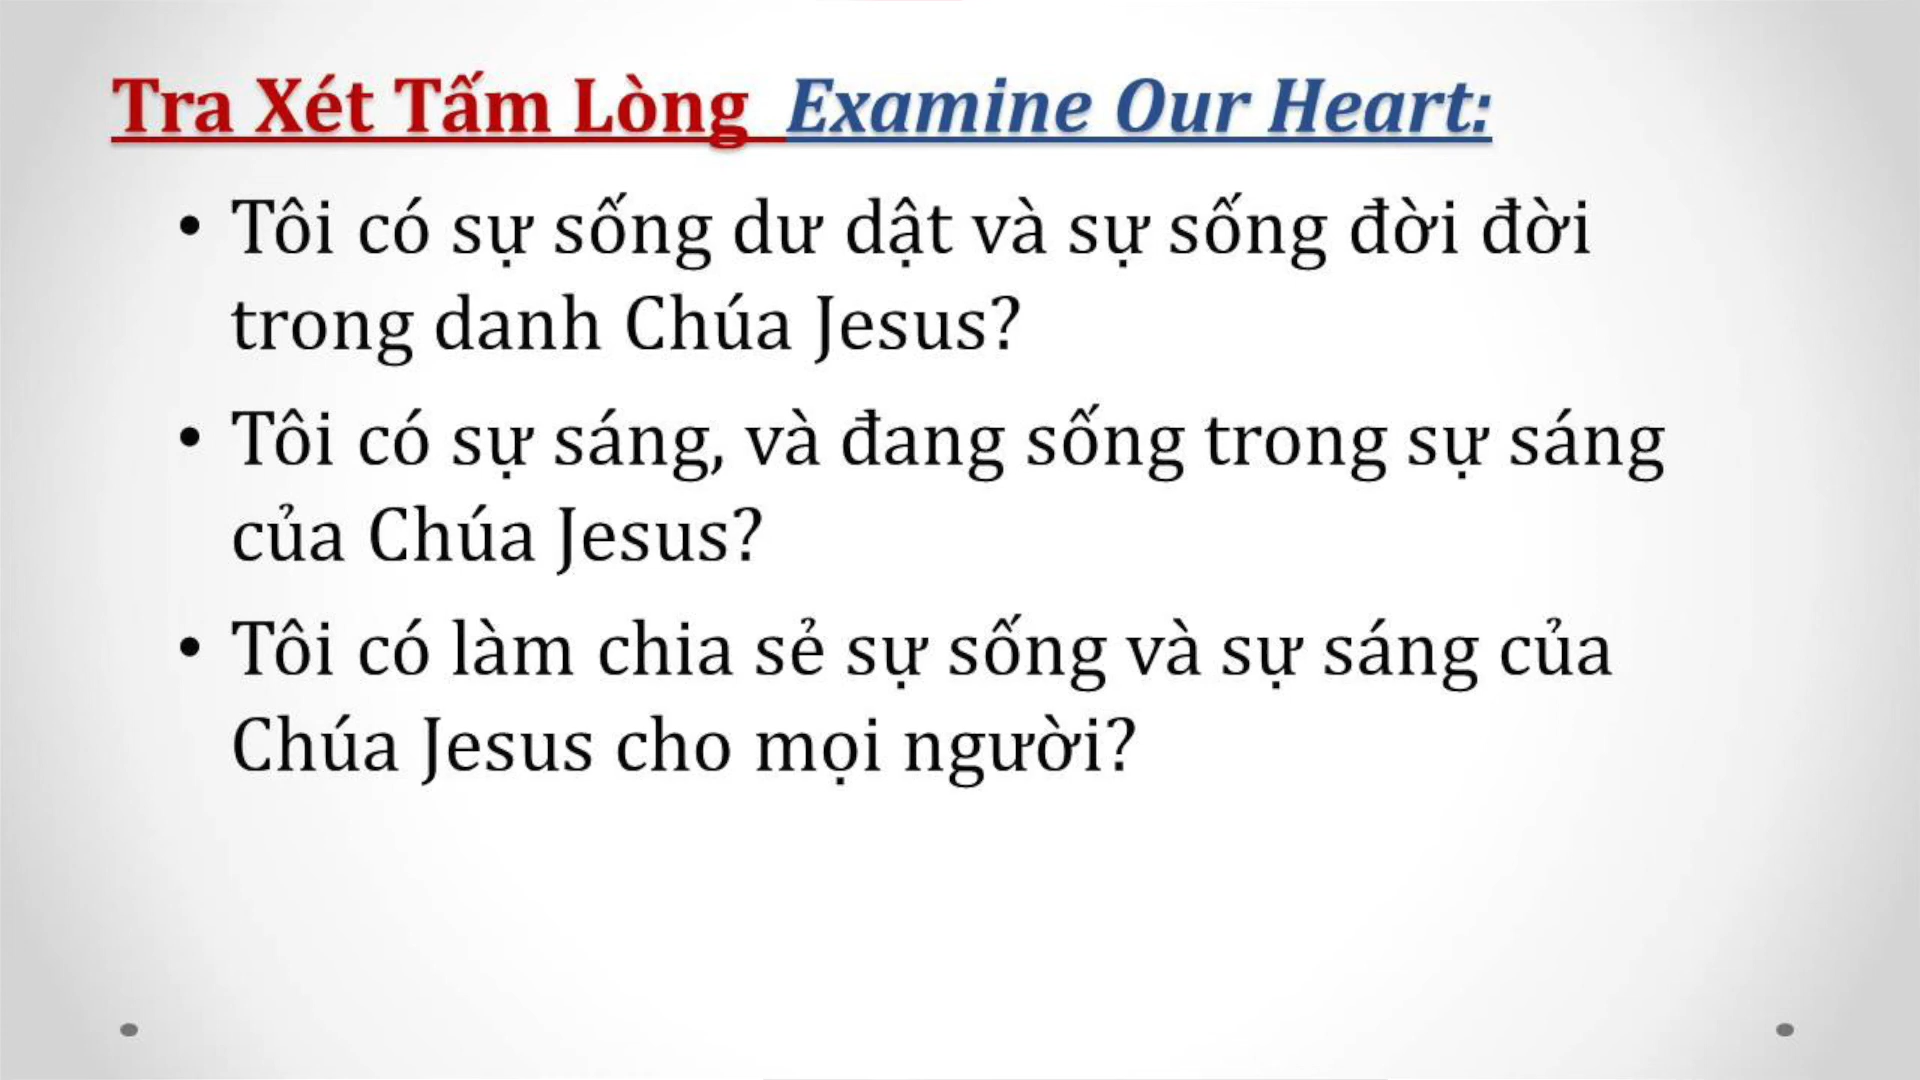 Tra Xét Tấm Lòng Examine Our Heart:
• Tôi có sự sống dư dật và sự sống đời đời
trong danh Chúa Jesus?
• Tôi có sự sáng, và đang sống trong sự sáng
của Chúa Jesus?
• Tôi có làm chia sẻ sự sống và sự sáng của
Chúa Jesus cho mọi người?